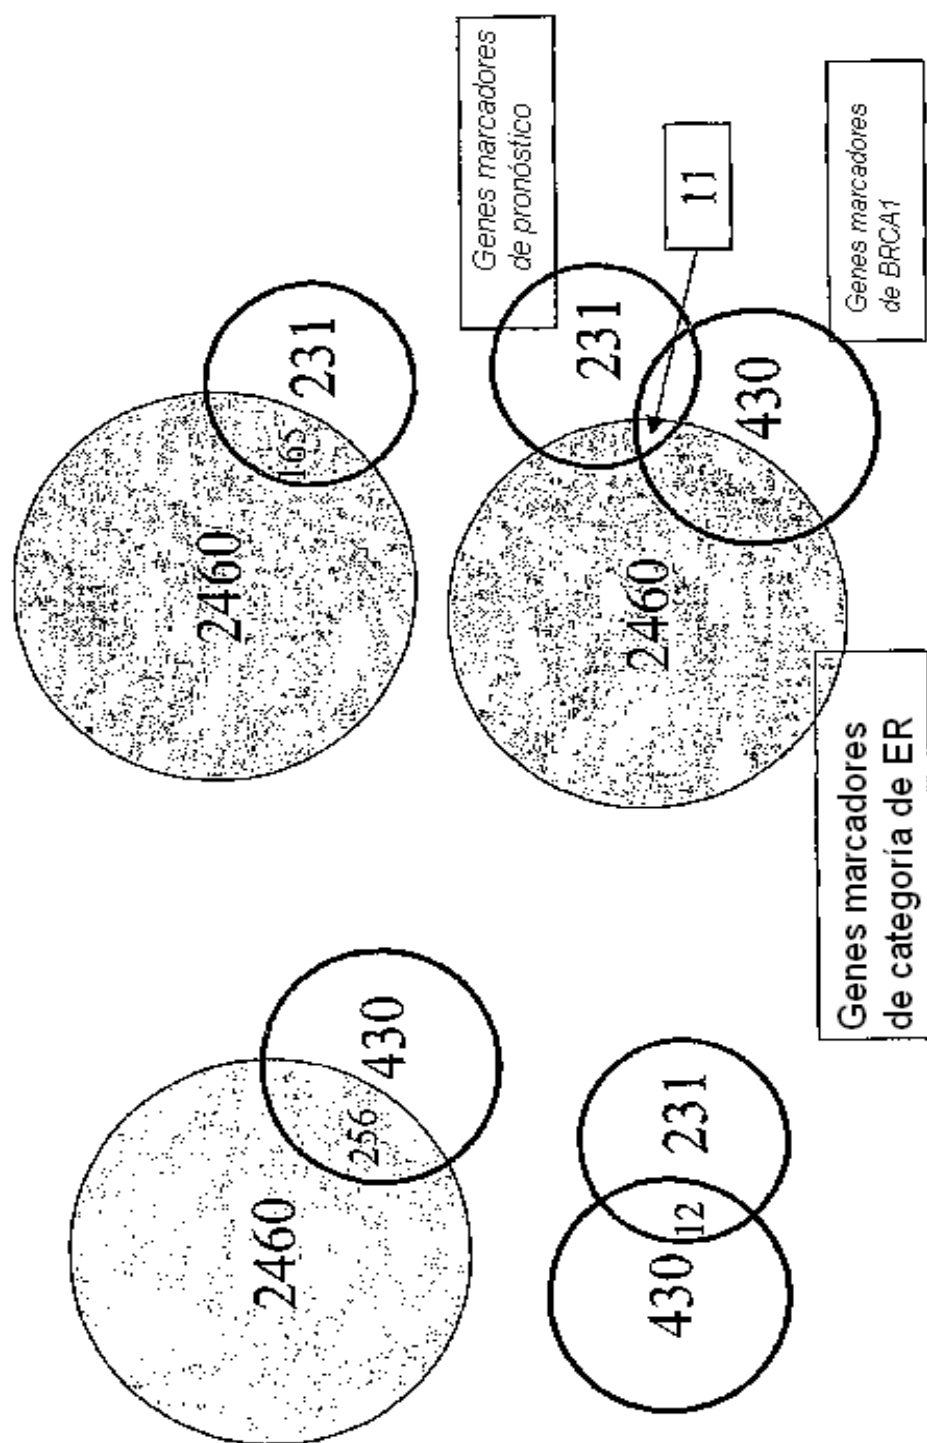 2460
256
430
2460
165
231
430
12
231
Genes marcadores
de pronóstico
231
2460
11
430
Genes marcadores
de BRCA1
Genes marcadores
de categoría de ER